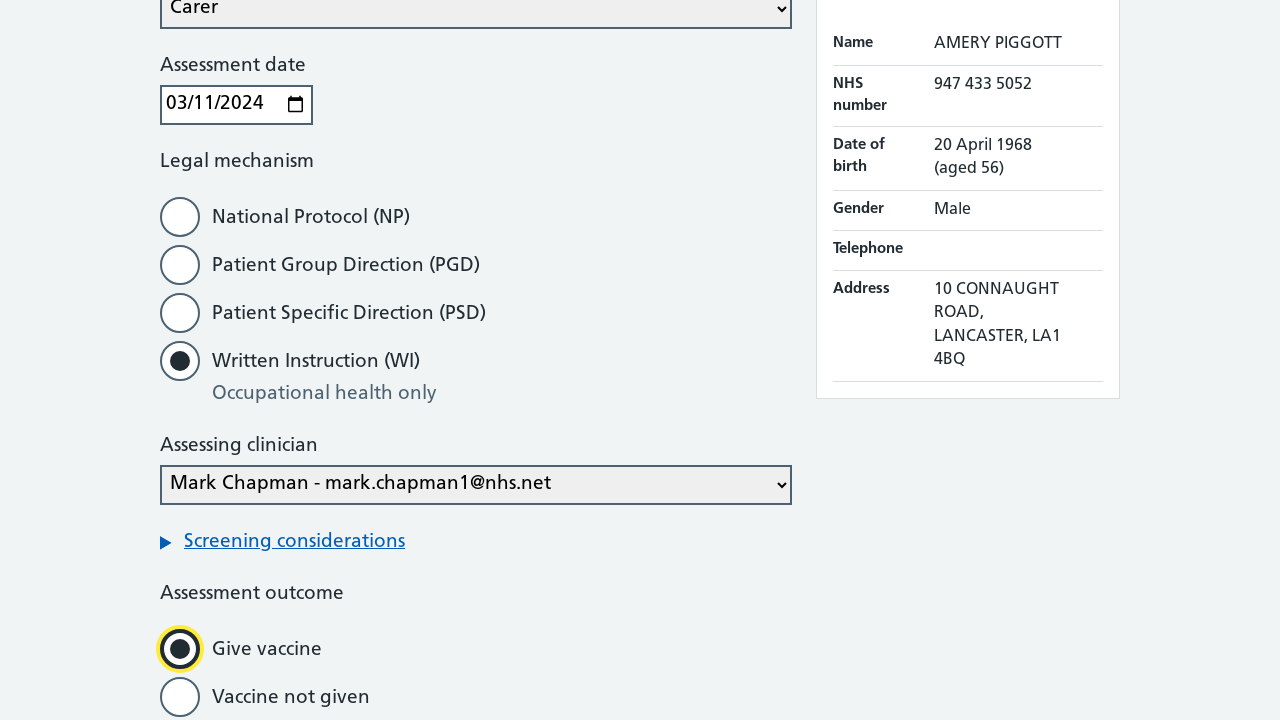 Carer
Assessment date
03/11/2024
Legal mechanism
National Protocol (NP)
Patient Group Direction (PGD)
Patient Specific Direction (PSD)
Written Instruction (WI)
Occupational health only
Assessing clinician
Mark Chapman - mark.chapman1@nhs.net
Screening considerations
Assessment outcome
Give vaccine
Vaccine not given
Name AMERY PIGGOTT
NHS number 947 433 5052
Date of birth 20 April 1968
(aged 56)
Gender Male
Telephone
Address 10 CONNAUGHT
ROAD,
LANCASTER, LA1
4BQ